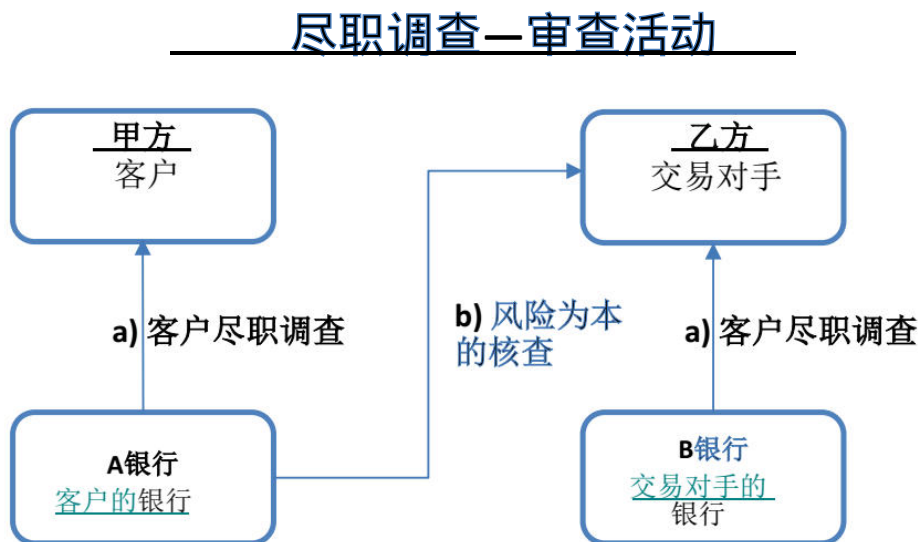 尽职调查—审查活动
甲方
客户
乙方
交易对手
a) 客户尽职调查
b) 风险为本
的核查
a) 客户尽职调查
A银行
客户的银行
B银行
交易对手的
银行